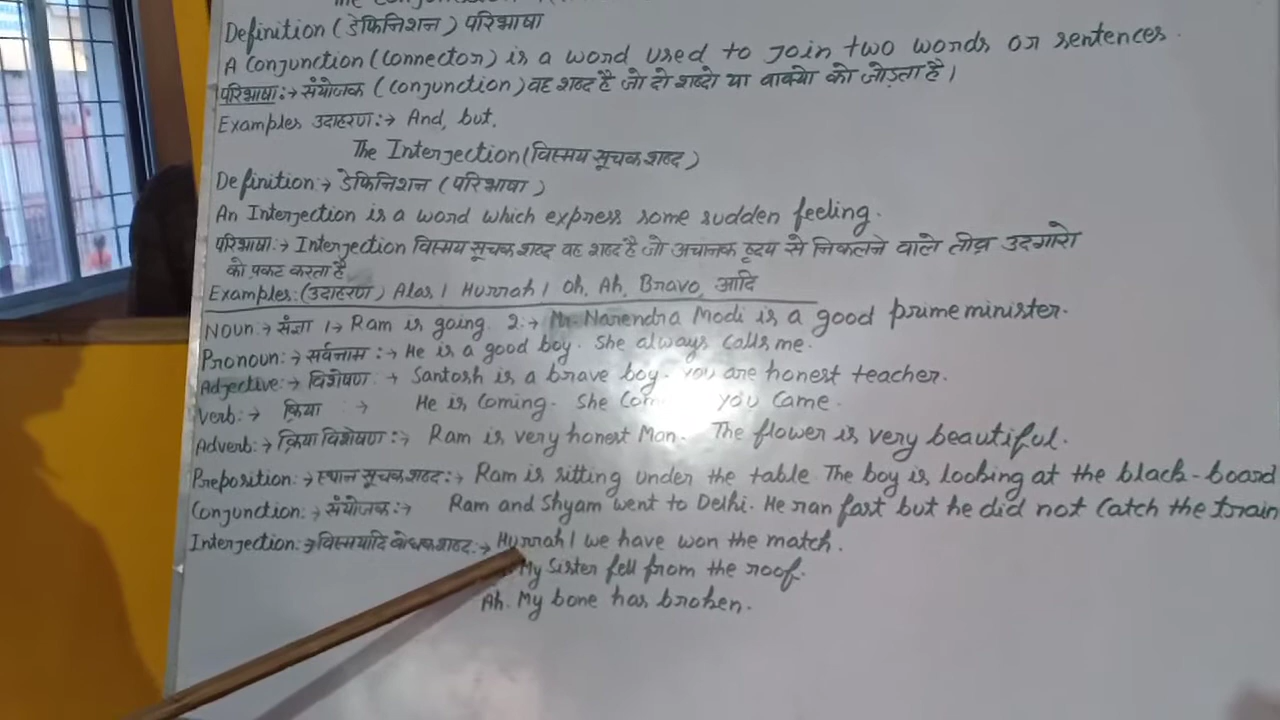 Definition (डेफिनिशन) परिभाषा
A Conjunction (Connector) is a word used to Join two words or sentences.
परिभाषा:→ संयोजक (Conjunction) वह शब्द है जो दो शब्दो या वाक्यो को जोड़ता है।
Examples उदाहरण:→ And, but.
The Interjection (विस्मय सूचक शब्द)
Definition:→ डेफिनिशन (परिभाषा)
An Interjection is a word which express some sudden feeling.
परिभाषा:→ Interjection विस्मय सूचक शब्द वह शब्द है जो अचानक हृदय से निकलने वाले तीव्र उदगारो
को प्रकट करता है
Examples: (उदाहरण) Alas! Hurrah! Oh, Ah, Bravo, आदि
Noun:→ संज्ञा 1→ Ram is going. 2:→ Mr. Narendra Modi is a good prime minister.
Pronoun:→ सर्वनाम:→ He is a good boy. She always calls me.
Adjective:→ विशेषण:→ Santosh is a brave boy. You are honest teacher.
Verb:→ क्रिया :→ He is coming. She you came.
Adverb:→ क्रिया विशेषण:→ Ram is very honest Man. The flower is very beautiful.
Preposition:→ स्थान सूचक शब्द:→ Ram is sitting under the table. The boy is looking at the black-board
Conjunction:→ संयोजक:→ Ram and Shyam went to Delhi. He ran fast but he did not Catch the train
Interjection:→ विस्मयादि बोधक शब्द:→ Hurrah! we have won the match.
My Sister fell from the roof.
Ah. My bone has broken.